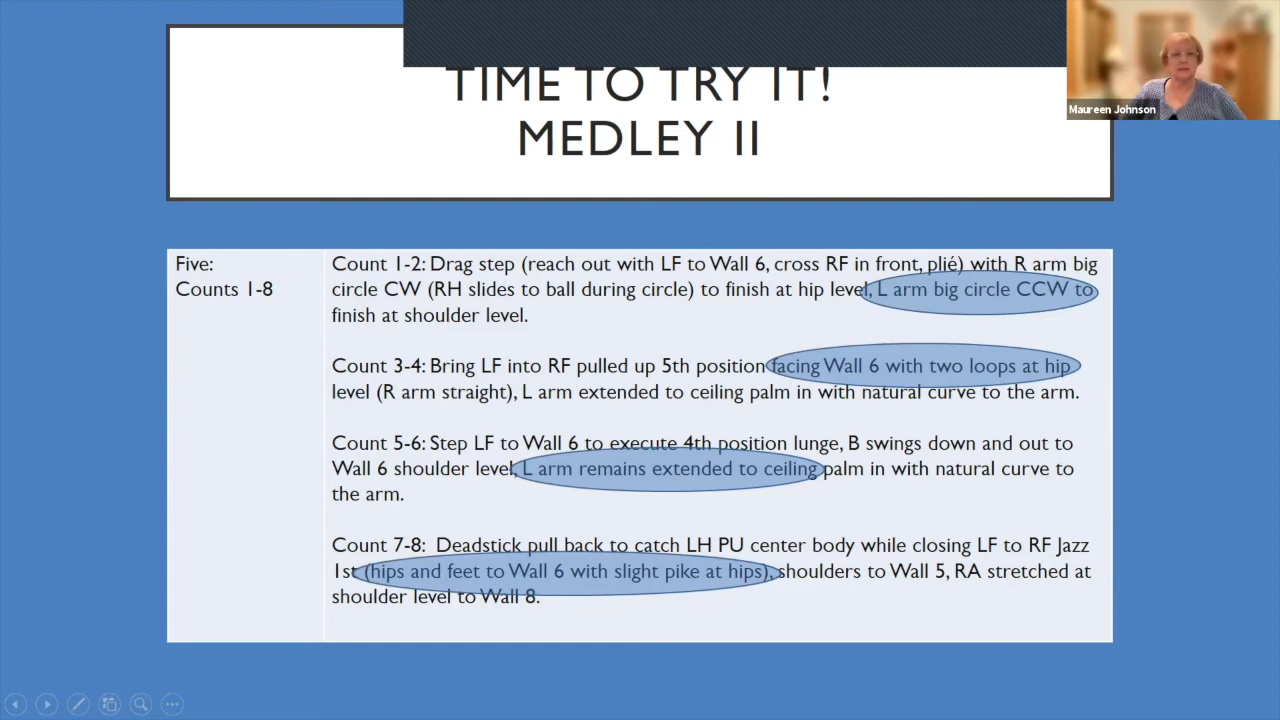 Maureen Johnson
TIME TO TRY IT!
MEDLEY II
Five:
Counts 1-8
Count 1-2: Drag step (reach out with LF to Wall 6, cross RF in front, plié) with R arm big
circle CW (RH slides to ball during circle) to finish at hip level, L arm big circle CCW to
finish at shoulder level.
Count 3-4: Bring LF into RF pulled up 5th position facing Wall 6 with two loops at hip
level (R arm straight), L arm extended to ceiling palm in with natural curve to the arm.
Count 5-6: Step LF to Wall 6 to execute 4th position lunge, B swings down and out to
Wall 6 shoulder level, L arm remains extended to ceiling palm in with natural curve to
the arm.
Count 7-8: Deadstick pull back to catch LH PU center body while closing LF to RF Jazz
1st (hips and feet to Wall 6 with slight pike at hips), shoulders to Wall 5, RA stretched at
shoulder level to Wall 8.